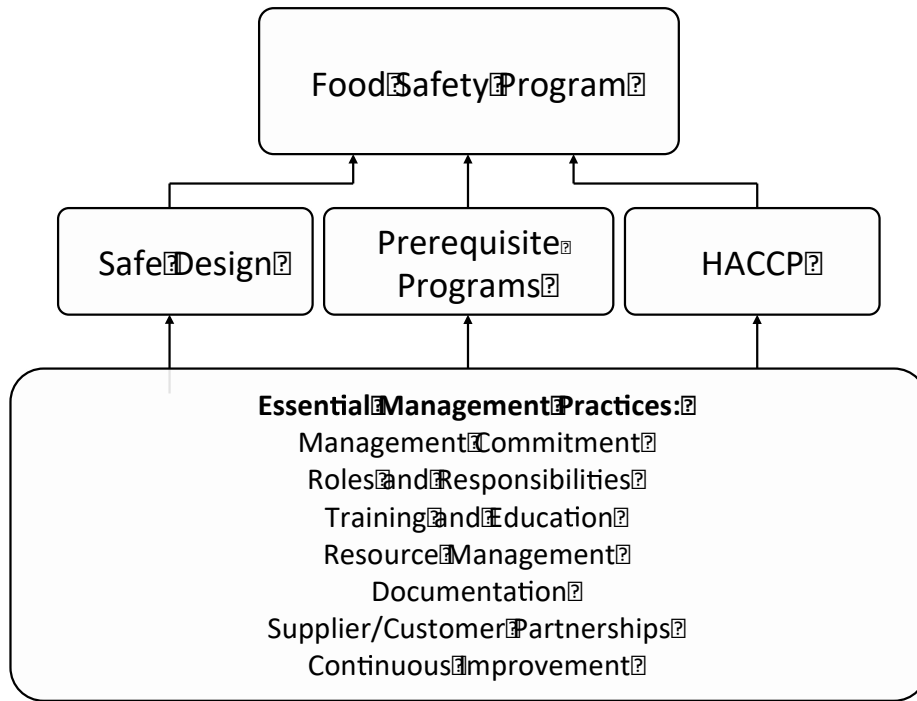 Food Safety Program
Safe Design
Prerequisite
Programs
HACCP
Essential Management Practices:
Management Commitment
Roles and Responsibilities
Training and Education
Resource Management
Documentation
Supplier/Customer Partnerships
Continuous Improvement